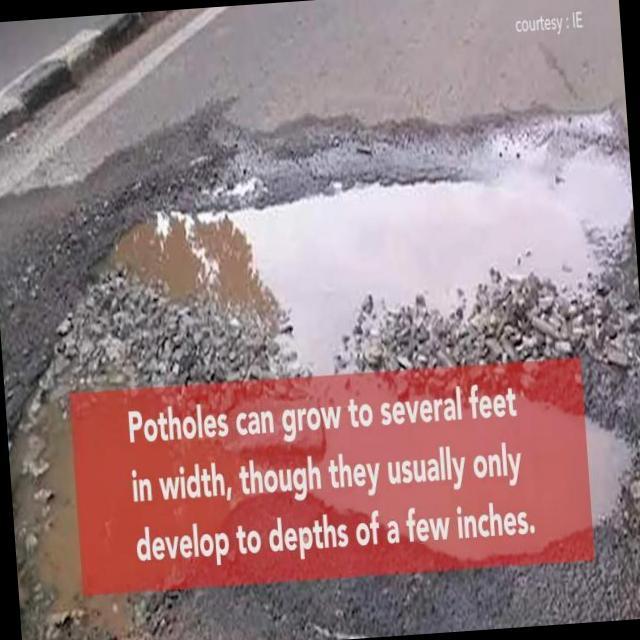 courtesy : IE
Potholes can grow to several feet
in width, though they usually only
develop to depths of a few inches.